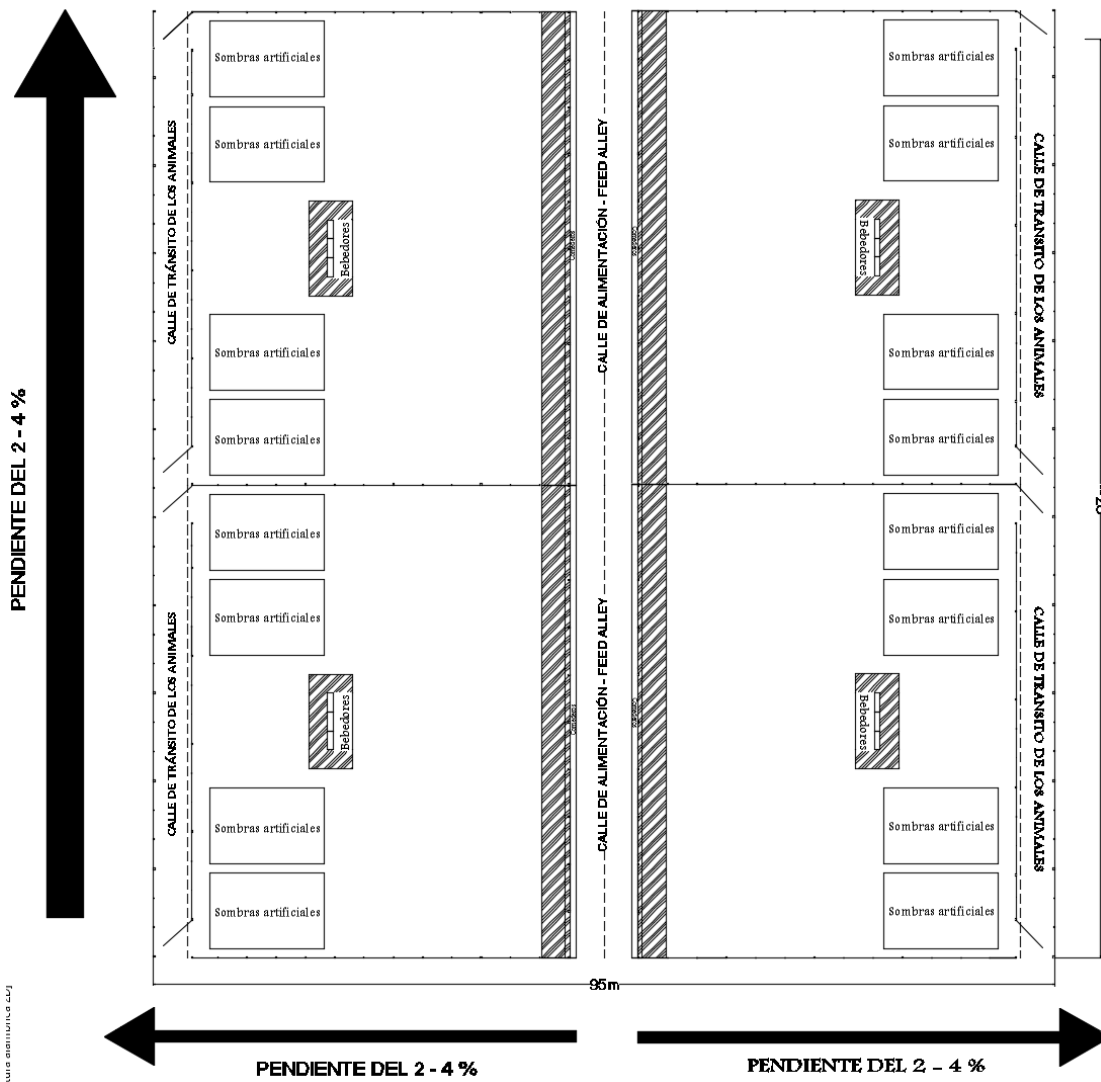 Sombras artificiales
Sombras artificiales
Bebedores
Sombras artificiales
Sombras artificiales
CALLE DE TRÁNSITO DE LOS ANIMALES
Sombras artificiales
Sombras artificiales
Bebedores
Sombras artificiales
Sombras artificiales
CALLE DE TRÁNSITO DE LOS ANIMALES
CALLE DE ALIMENTACIÓN - FEED ALLEY
CALLE DE ALIMENTACIÓN - FEED ALLEY
Sombras artificiales
Sombras artificiales
Bebedores
Sombras artificiales
Sombras artificiales
CALLE DE TRANSITO DE LOS ANIMALES
Sombras artificiales
Sombras artificiales
Bebedores
Sombras artificiales
Sombras artificiales
CALLE DE TRANSITO DE LOS ANIMALES
PENDIENTE DEL 2 - 4 %
95m
PENDIENTE DEL 2 - 4 %
PENDIENTE DEL 2 – 4 %